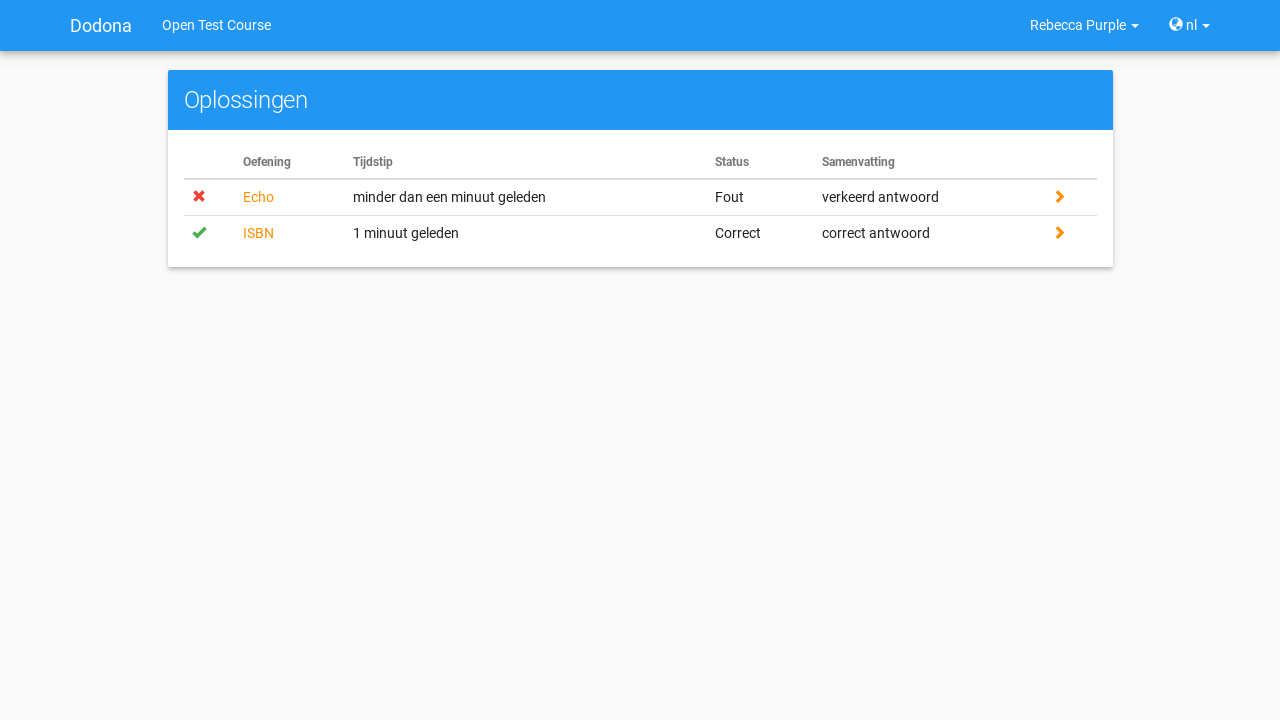 Dodona Open Test Course Rebecca Purple nl
Oplossingen
Oefening Tijdstip Status Samenvatting
Echo minder dan een minuut geleden Fout verkeerd antwoord
ISBN 1 minuut geleden Correct correct antwoord